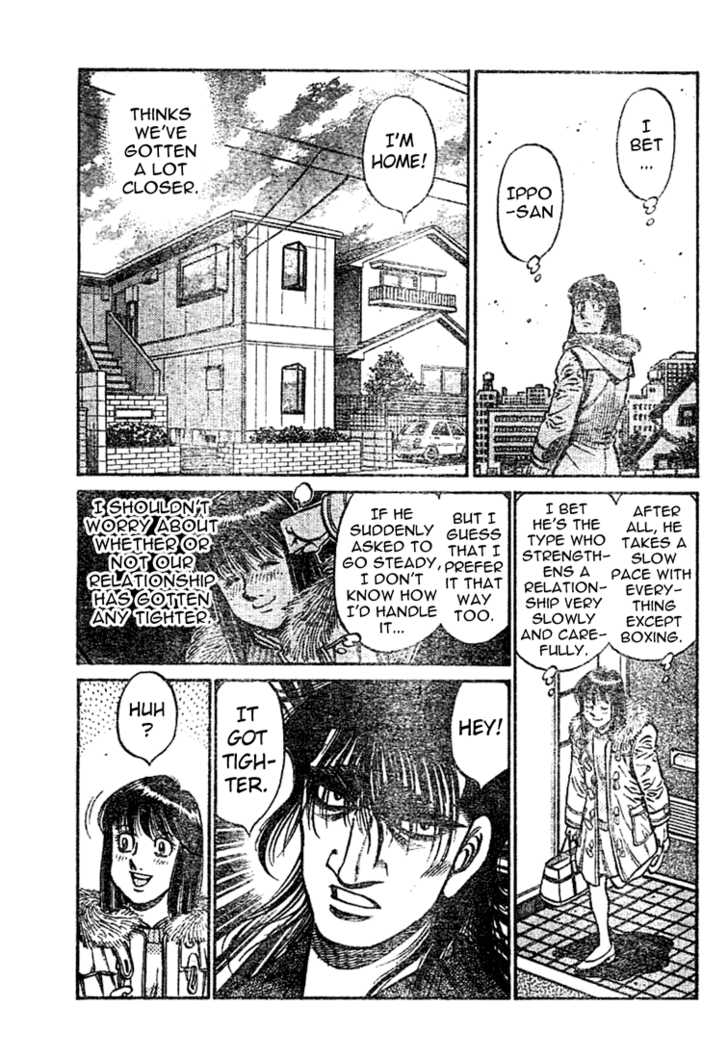 I
BET
...
IPPO
-SAN
I'M
HOME!
THINKS
WE'VE
GOTTEN
A LOT
CLOSER.
AFTER
ALL, HE
TAKES A
SLOW
PACE WITH
EVERY-
THING
EXCEPT
BOXING.
I BET
HE'S THE
TYPE WHO
STRENGTH-
ENS A
RELATION-
SHIP VERY
SLOWLY
AND CARE-
FULLY.
BUT I
GUESS
THAT I
PREFER
IT THAT
WAY
TOO.
IF HE
SUDDENLY
ASKED TO
GO STEADY,
I DON'T
KNOW HOW
I'D HANDLE
IT...
I SHOULDN'T
WORRY ABOUT
WHETHER OR
NOT OUR
RELATIONSHIP
HAS GOTTEN
ANY TIGHTER.
HEY!
IT
GOT
TIGH-
TER.
HUH
?